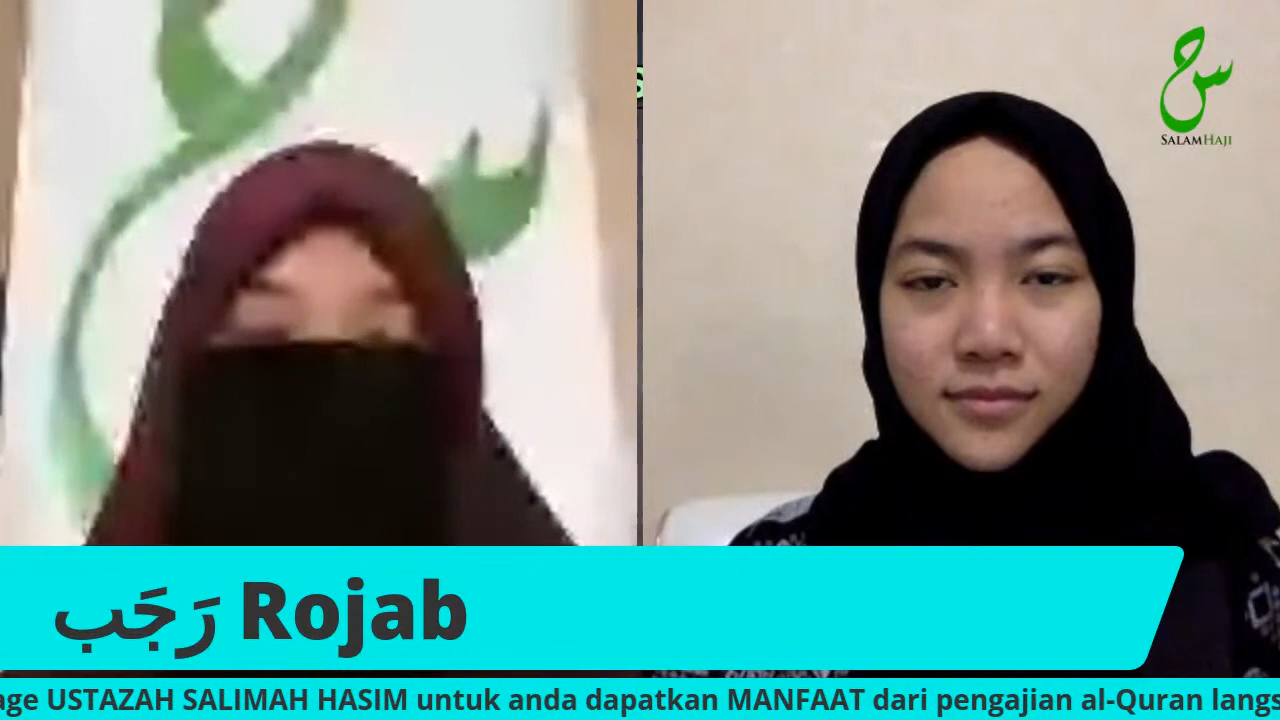 SALAMHAJI
رَجَب Rojab
age USTAZAH SALIMAH HASIM untuk anda dapatkan MANFAAT dari pengajian al-Quran langs